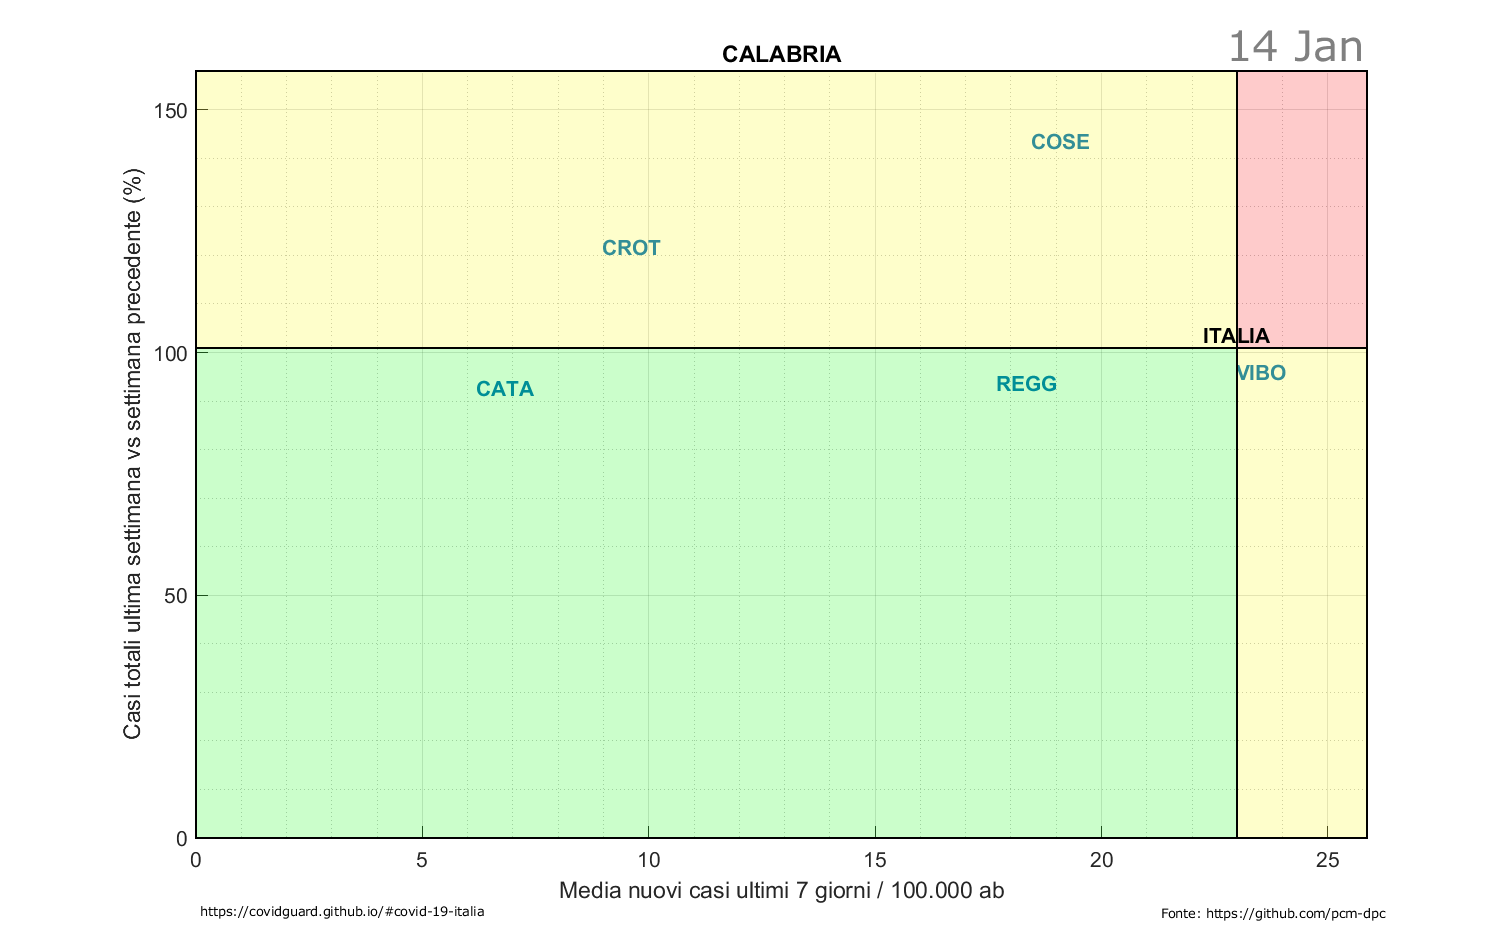 CALABRIA
14 Jan
Casi totali ultima settimana vs settimana precedente (%)
150
100
50
0
COSE
CROT
ITALIA
VIBO
REGG
CATA
0 5 10 15 20 25
Media nuovi casi ultimi 7 giorni / 100.000 ab
https://covidguard.github.io/#covid-19-italia
Fonte: https://github.com/pcm-dpc